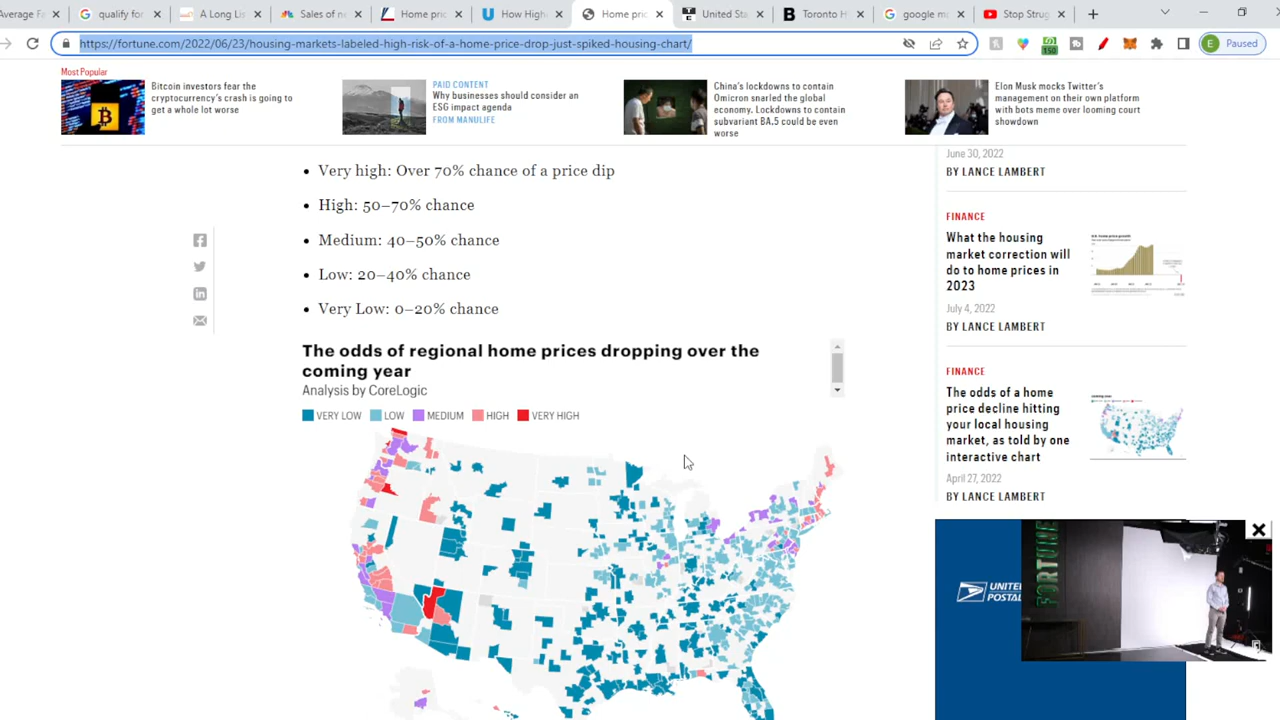 Average Fa
qualify for
A Long Lis
Sales of ne
Home pric
How Highe
Home pric
United Sta
Toronto H
google m
Stop Strug
https://fortune.com/2022/06/23/housing-markets-labeled-high-risk-of-a-home-price-drop-just-spiked-housing-chart/
150
E
Paused
Most Popular
Bitcoin investors fear the
cryptocurrency's crash is going to
get a whole lot worse
PAID CONTENT
Why businesses should consider an
ESG impact agenda
FROM MANULIFE
China's lockdowns to contain
Omicron snarled the global
economy. Lockdowns to contain
subvariant BA.5 could be even
worse
Elon Musk mocks Twitter's
management on their own platform
with bots meme over looming court
showdown
Very high: Over 70% chance of a price dip
High: 50–70% chance
Medium: 40–50% chance
Low: 20–40% chance
Very Low: 0–20% chance
The odds of regional home prices dropping over the
coming year
Analysis by CoreLogic
VERY LOW LOW MEDIUM HIGH VERY HIGH
June 30, 2022
BY LANCE LAMBERT
FINANCE
What the housing
market correction will
do to home prices in
2023
July 4, 2022
BY LANCE LAMBERT
FINANCE
The odds of a home
price decline hitting
your local housing
market, as told by one
interactive chart
April 27, 2022
BY LANCE LAMBERT
UNITE
POSTAL
FORTUNE